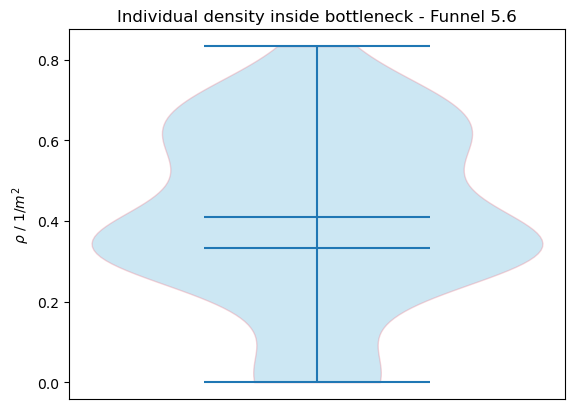 Individual density inside bottleneck - Funnel 5.6
0.8
0.6
0.4
0.2
0.0
ρ / 1/m²